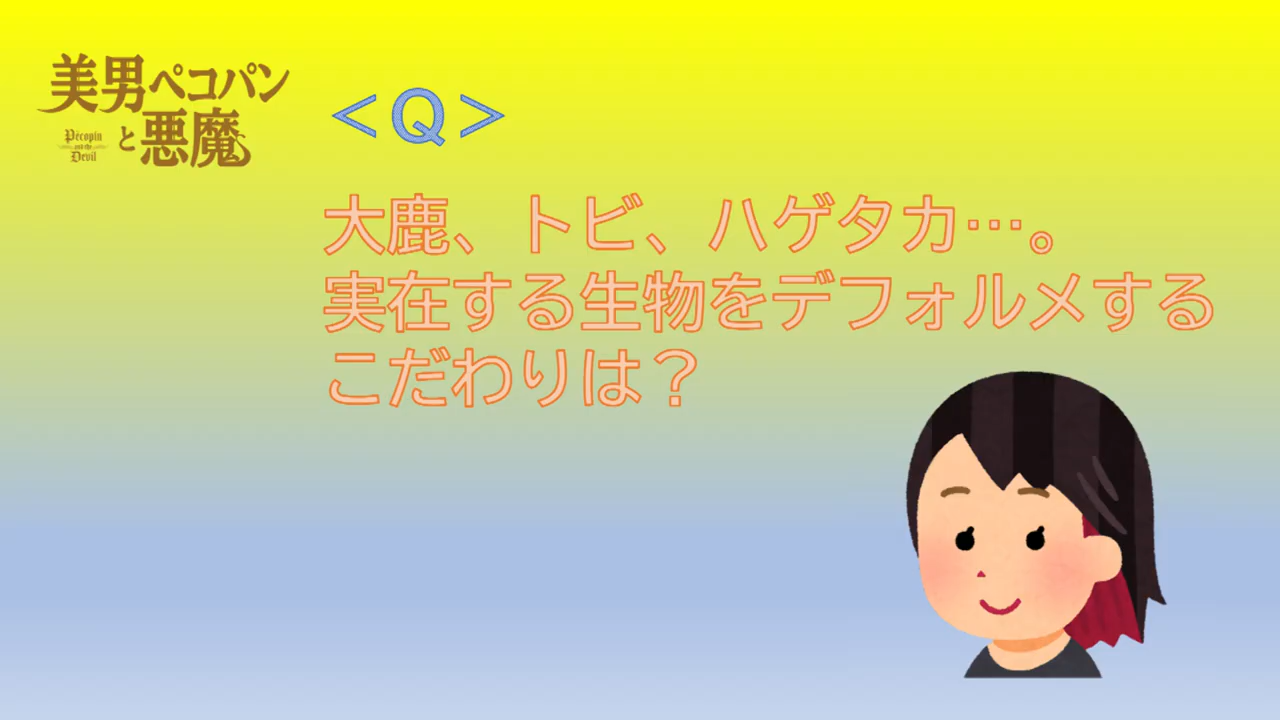 美男ペコパン
と悪魔
Pécopin
and the
Devil
＜Q＞
大鹿、トビ、ハゲタカ…。
実在する生物をデフォルメする
こだわりは？